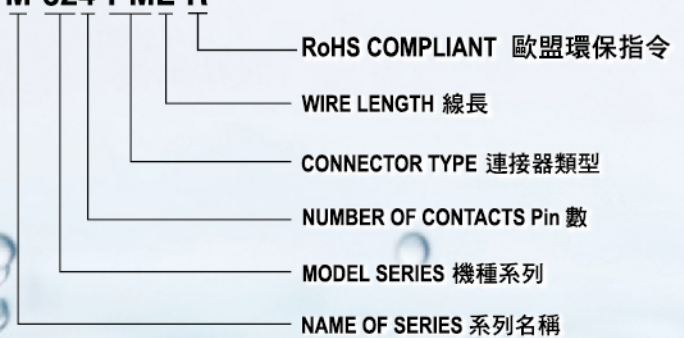 RoHS COMPLIANT 歐盟環保指令
WIRE LENGTH 線長
CONNECTOR TYPE 連接器類型
NUMBER OF CONTACTS Pin 數
MODEL SERIES 機種系列
NAME OF SERIES 系列名稱